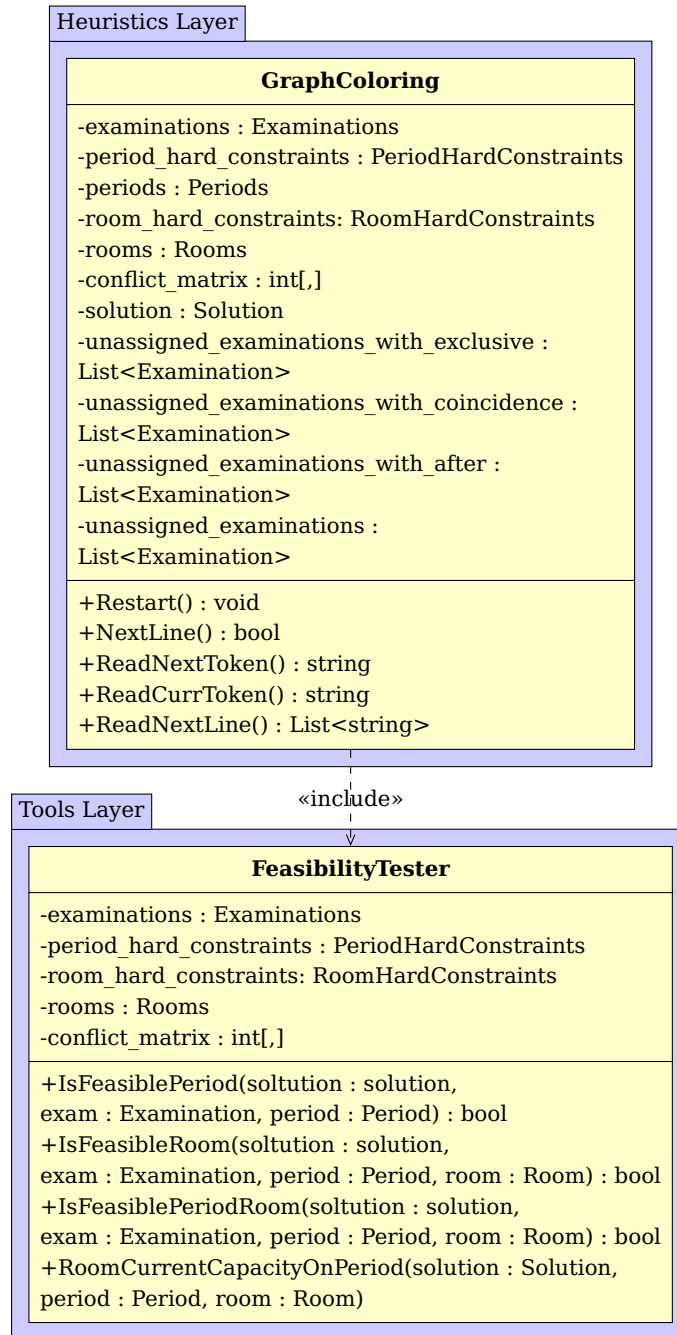 Heuristics Layer
GraphColoring
-examinations : Examinations
-period_hard_constraints : PeriodHardConstraints
-periods : Periods
-room_hard_constraints: RoomHardConstraints
-rooms : Rooms
-conflict_matrix : int[,]
-solution : Solution
-unassigned_examinations_with_exclusive :
List<Examination>
-unassigned_examinations_with_coincidence :
List<Examination>
-unassigned_examinations_with_after :
List<Examination>
-unassigned_examinations :
List<Examination>
+Restart() : void
+NextLine() : bool
+ReadNextToken() : string
+ReadCurrToken() : string
+ReadNextLine() : List<string>
«include»
Tools Layer
FeasibilityTester
-examinations : Examinations
-period_hard_constraints : PeriodHardConstraints
-room_hard_constraints: RoomHardConstraints
-rooms : Rooms
-conflict_matrix : int[,]
+IsFeasiblePeriod(soltution : solution,
exam : Examination, period : Period) : bool
+IsFeasibleRoom(soltution : solution,
exam : Examination, period : Period, room : Room) : bool
+IsFeasiblePeriodRoom(soltution : solution,
exam : Examination, period : Period, room : Room) : bool
+RoomCurrentCapacityOnPeriod(solution : Solution,
period : Period, room : Room)